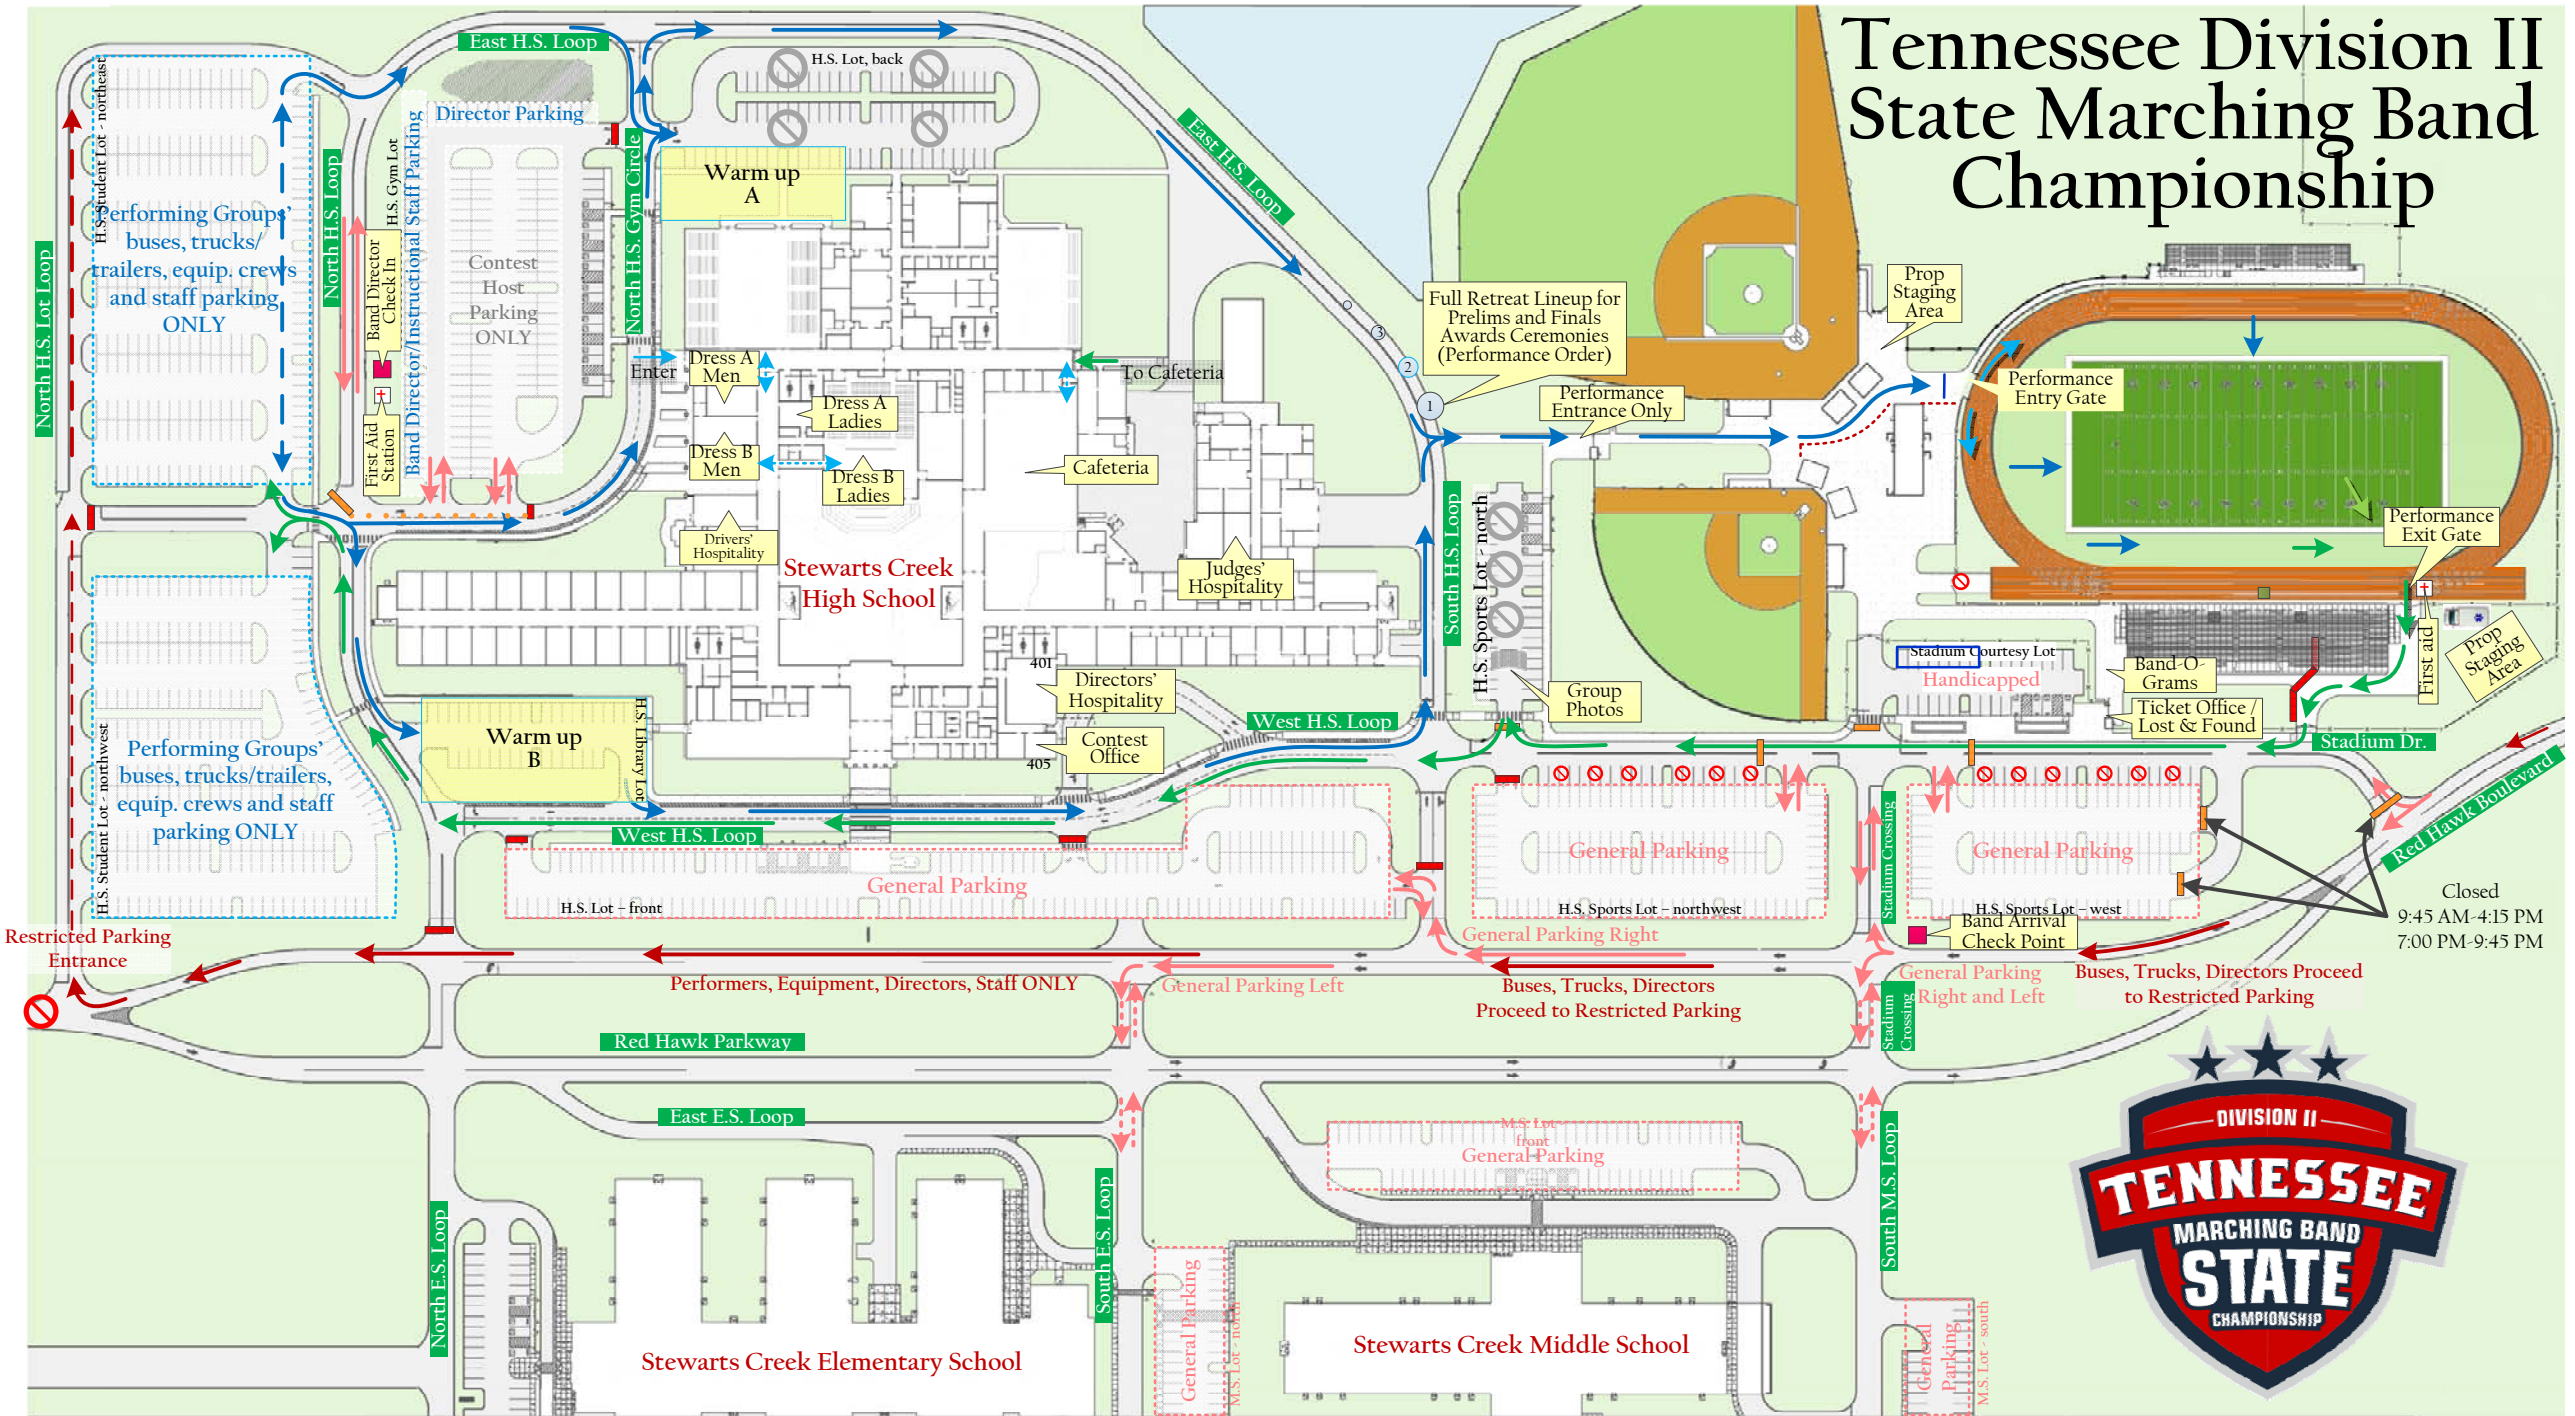 Tennessee Division II
State Marching Band
Championship
East H.S. Loop
H.S. Lot, back
H.S. Student Lot - northeast
Director Parking
North H.S. Loop
H.S. Gym Lot
Band Director/Instructional Staff Parking
North H.S. Gym Circle
Warm up
A
East H.S. Loop
Performing Groups'
buses, trucks/
trailers, equip. crews
and staff parking
ONLY
North H.S. Lot Loop
Band Director
Check In
Contest
Host
Parking
ONLY
First Aid
Station
Enter
Dress A
Men
Dress A
Ladies
Dress B
Men
Dress B
Ladies
To Cafeteria
Cafeteria
Drivers'
Hospitality
Stewarts Creek
High School
Judges'
Hospitality
3
2
1
Full Retreat Lineup for
Prelims and Finals
Awards Ceremonies
(Performance Order)
Performance
Entrance Only
Prop
Staging
Area
Performance
Entry Gate
Performance
Exit Gate
South H.S. Loop
H.S. Sports Lot - north
Group
Photos
Stadium Courtesy Lot
Handicapped
Band-O-
Grams
Ticket Office /
Lost & Found
First aid
Prop
Staging
Area
Stadium Dr.
Red Hawk Boulevard
401
Directors'
Hospitality
Contest
Office
405
West H.S. Loop
H.S. Student Lot - northwest
Performing Groups'
buses, trucks/trailers,
equip. crews and staff
parking ONLY
Warm up
B
H.S. Library Lot
West H.S. Loop
General Parking
H.S. Lot – front
General Parking
H.S. Sports Lot – northwest
Stadium Crossing
General Parking
H.S. Sports Lot – west
Band Arrival
Check Point
Closed
9:45 AM-4:15 PM
7:00 PM-9:45 PM
Restricted Parking
Entrance
Performers, Equipment, Directors, Staff ONLY
General Parking Right
General Parking Left
Buses, Trucks, Directors
Proceed to Restricted Parking
General Parking
Right and Left
Buses, Trucks, Directors Proceed
to Restricted Parking
Stadium
Crossing
Red Hawk Parkway
East E.S. Loop
M.S. Lot -
front
General Parking
North E.S. Loop
South E.S. Loop
South M.S. Loop
General Parking
M.S. Lot - north
General
Parking
M.S. Lot - south
Stewarts Creek Elementary School
Stewarts Creek Middle School
DIVISION II
TENNESSEE
MARCHING BAND
STATE
CHAMPIONSHIP